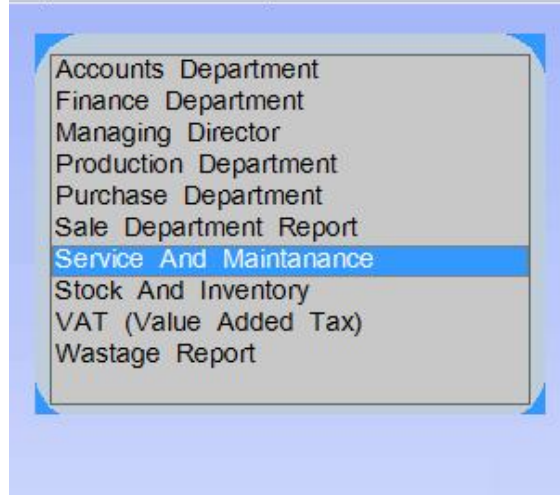 Accounts Department
Finance Department
Managing Director
Production Department
Purchase Department
Sale Department Report
Service And Maintanance
Stock And Inventory
VAT (Value Added Tax)
Wastage Report